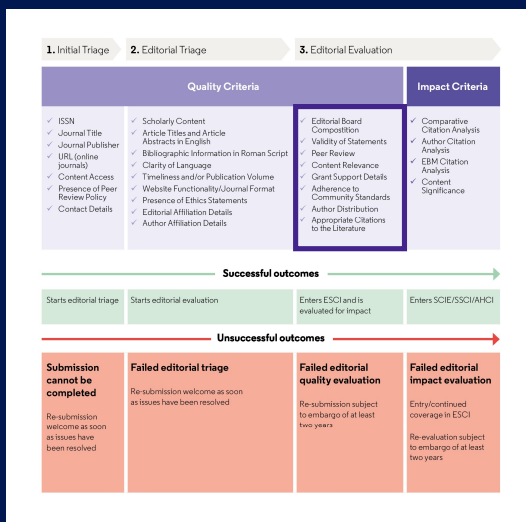 1. Initial Triage
2. Editorial Triage
3. Editorial Evaluation
Quality Criteria
Impact Criteria
✓ ISSN
✓ Journal Title
✓ Journal Publisher
✓ URL (online
journals)
✓ Content Access
✓ Presence of Peer
Review Policy
✓ Contact Details
✓ Scholarly Content
✓ Article Titles and Article
Abstracts in English
✓ Bibliographic Information in Roman Script
✓ Clarity of Language
✓ Timeliness and/or Publication Volume
✓ Website Functionality/Journal Format
✓ Presence of Ethics Statements
✓ Editorial Affiliation Details
✓ Author Affiliation Details
✓ Editorial Board
Compostition
✓ Validity of Statements
✓ Peer Review
✓ Content Relevance
✓ Grant Support Details
✓ Adherence to
Community Standards
✓ Author Distribution
✓ Appropriate Citations
to the Literature
✓ Comparative
Citation Analysis
✓ Author Citation
Analysis
✓ EBM Citation
Analysis
✓ Content
Significance
Successful outcomes
Starts editorial triage
Starts editorial evaluation
Enters ESCI and is
evaluated for impact
Enters SCIE/SSCI/AHCI
Unsuccessful outcomes
Submission
cannot be
completed
Re-submission
welcome as soon
as issues have
been resolved
Failed editorial triage
Re-submission welcome as soon
as issues have been resolved
Failed editorial
quality evaluation
Re-submission subject
to embargo of at least
two years
Failed editorial
impact evaluation
Entry/continued
coverage in ESCI
Re-evaluation subject
to embargo of at least
two years